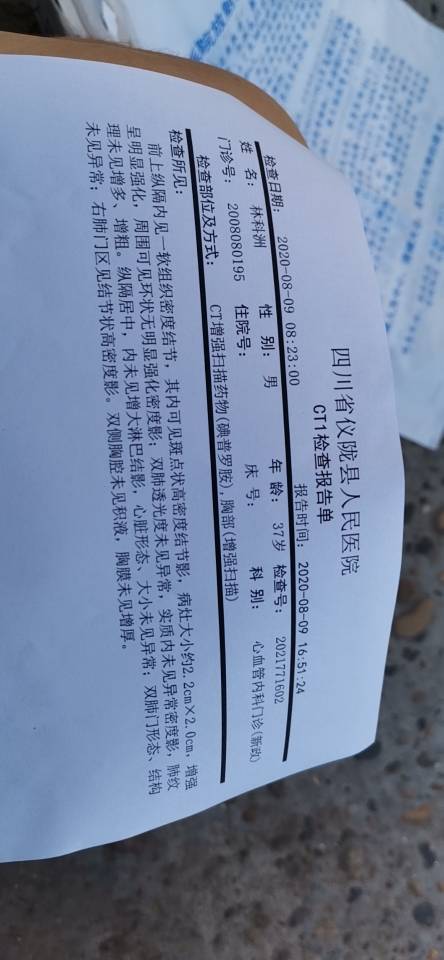 四川省仪陇县人民医院
CT1检查报告单
检查日期： 2020-08-09 08:23:00 报告时间： 2020-08-09 16:51:24
姓 名： 林科洲 性 别： 男 年 龄： 37岁 检查号： 2021771602
门诊号： 2008080195 住院号： 床 号： 科 别： 心血管内科门诊(新政)
检查部位及方式： CT增强扫描药物(碘普罗胺),胸部(增强扫描)
检查所见：
前上纵隔内见一软组织密度结节，其内可见斑点状高密度结节影，病灶大小约2.2cm×2.0cm，增强
呈明显强化，周围可见环状无明显强化密度影；双肺透光度未见异常，实质内未见异常密度影，肺纹
理未见增多、增粗。纵隔居中，内未见增大淋巴结影，心脏形态、大小未见异常；双肺门形态、结构
未见异常；右肺门区见结节状高密度影。双侧胸腔未见积液，胸膜未见增厚。